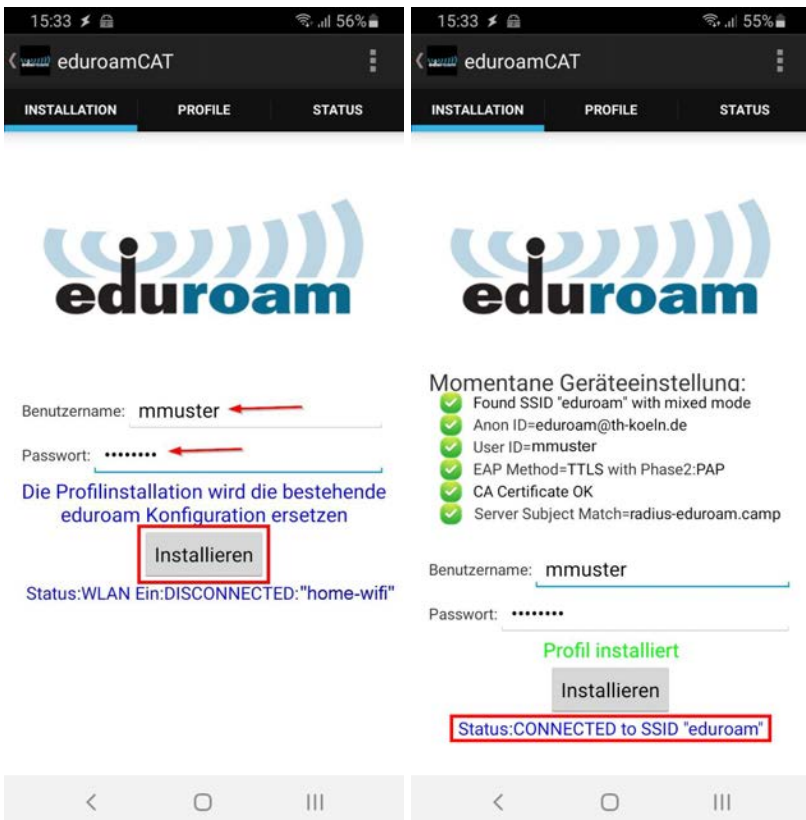 15:33 56%
eduroamCAT
INSTALLATION PROFILE STATUS
eduroam
Benutzername: mmuster
Passwort: ••••••••
Die Profilinstallation wird die bestehende
eduroam Konfiguration ersetzen
Installieren
Status:WLAN Ein:DISCONNECTED:"home-wifi"
15:33 55%
eduroamCAT
INSTALLATION PROFILE STATUS
eduroam
Momentane Geräteeinstellung:
Found SSID "eduroam" with mixed mode
Anon ID=eduroam@th-koeln.de
User ID=mmuster
EAP Method=TTLS with Phase2:PAP
CA Certificate OK
Server Subject Match=radius-eduroam.camp
Benutzername: mmuster
Passwort: ••••••••
Profil installiert
Installieren
Status:CONNECTED to SSID "eduroam"